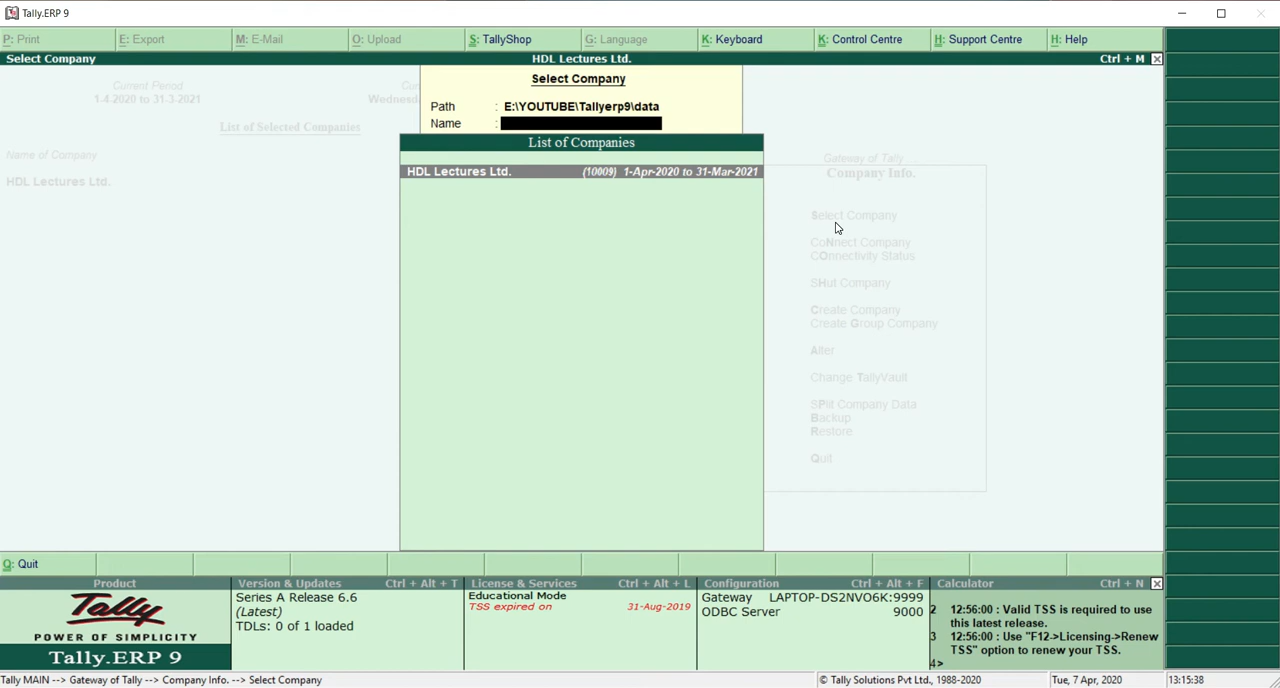 Tally.ERP 9
P: Print
E: Export
M: E-Mail
O: Upload
S: TallyShop
G: Language
K: Keyboard
K: Control Centre
H: Support Centre
H: Help
Select Company
HDL Lectures Ltd.
Ctrl + M
Current Period
1-4-2020 to 31-3-2021
Wednesd
List of Selected Companies
Name of Company
HDL Lectures Ltd.
Select Company
Path : E:\YOUTUBE\Tallyerp9\data
Name :
List of Companies
HDL Lectures Ltd. (10009) 1-Apr-2020 to 31-Mar-2021
Gateway of Tally
Company Info.
Select Company
CoNnect Company
COnnectivity Status
SHut Company
Create Company
Create Group Company
Alter
Change TallyVault
SPlit Company Data
Backup
Restore
Quit
Q: Quit
Product
Tally
POWER OF SIMPLICITY
Tally.ERP 9
Version & Updates Ctrl + Alt + T
Series A Release 6.6
(Latest)
TDLs: 0 of 1 loaded
License & Services Ctrl + Alt + L
Educational Mode
TSS expired on 31-Aug-2019
Configuration Ctrl + Alt + F
Gateway LAPTOP-DS2NVO6K:9999
ODBC Server 9000
Calculator Ctrl + N
2 12:56:00 : Valid TSS is required to use
this latest release.
3 12:56:00 : Use "F12->Licensing->Renew
TSS" option to renew your TSS.
4>
Tally MAIN --> Gateway of Tally --> Company Info. --> Select Company
© Tally Solutions Pvt Ltd., 1988-2020
Tue, 7 Apr, 2020
13:15:38